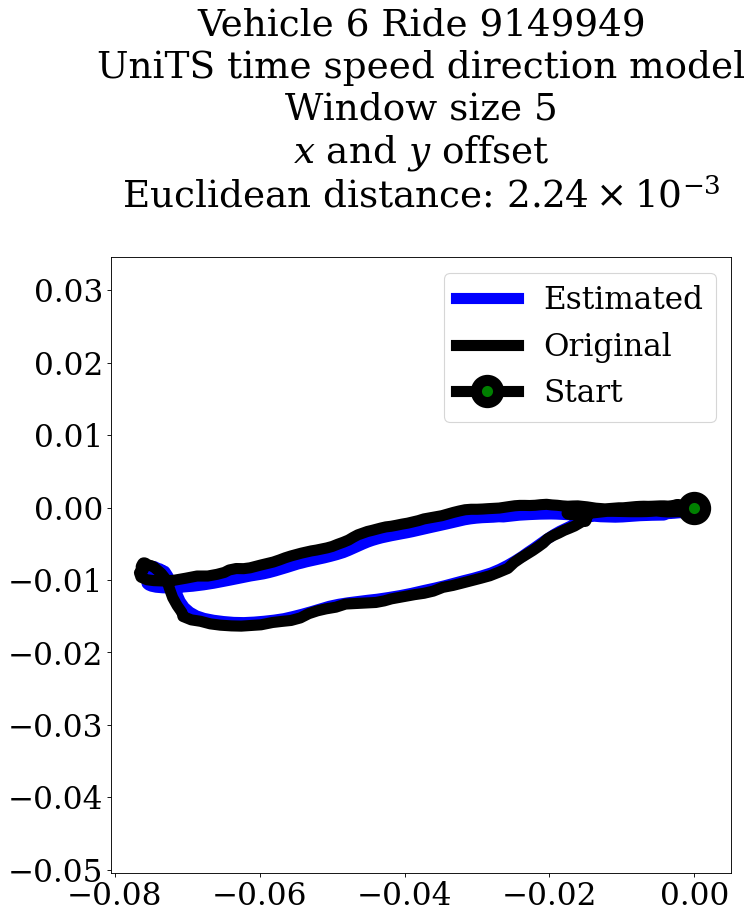 Vehicle 6 Ride 9149949
UniTS time speed direction model
Window size 5
x and y offset
Euclidean distance: 2.24 × 10⁻³
Estimated
Original
Start
0.03
0.02
0.01
0.00
−0.01
−0.02
−0.03
−0.04
−0.05
−0.08 −0.06 −0.04 −0.02 0.00